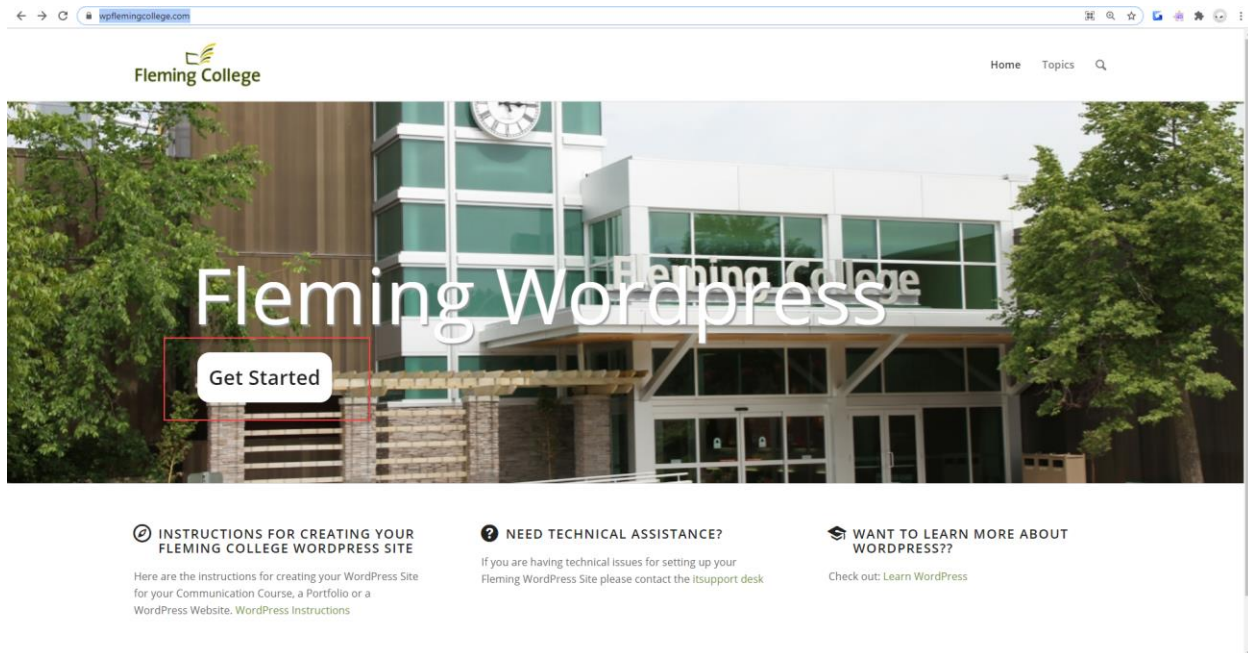 wpflemingcollege.com
Fleming College
Home Topics
Fleming College
Fleming Wordpress
Get Started
INSTRUCTIONS FOR CREATING YOUR
FLEMING COLLEGE WORDPRESS SITE
Here are the instructions for creating your WordPress Site
for your Communication Course, a Portfolio or a
WordPress Website. WordPress Instructions
NEED TECHNICAL ASSISTANCE?
If you are having technical issues for setting up your
Fleming WordPress Site please contact the itsupport desk
WANT TO LEARN MORE ABOUT
WORDPRESS??
Check out: Learn WordPress